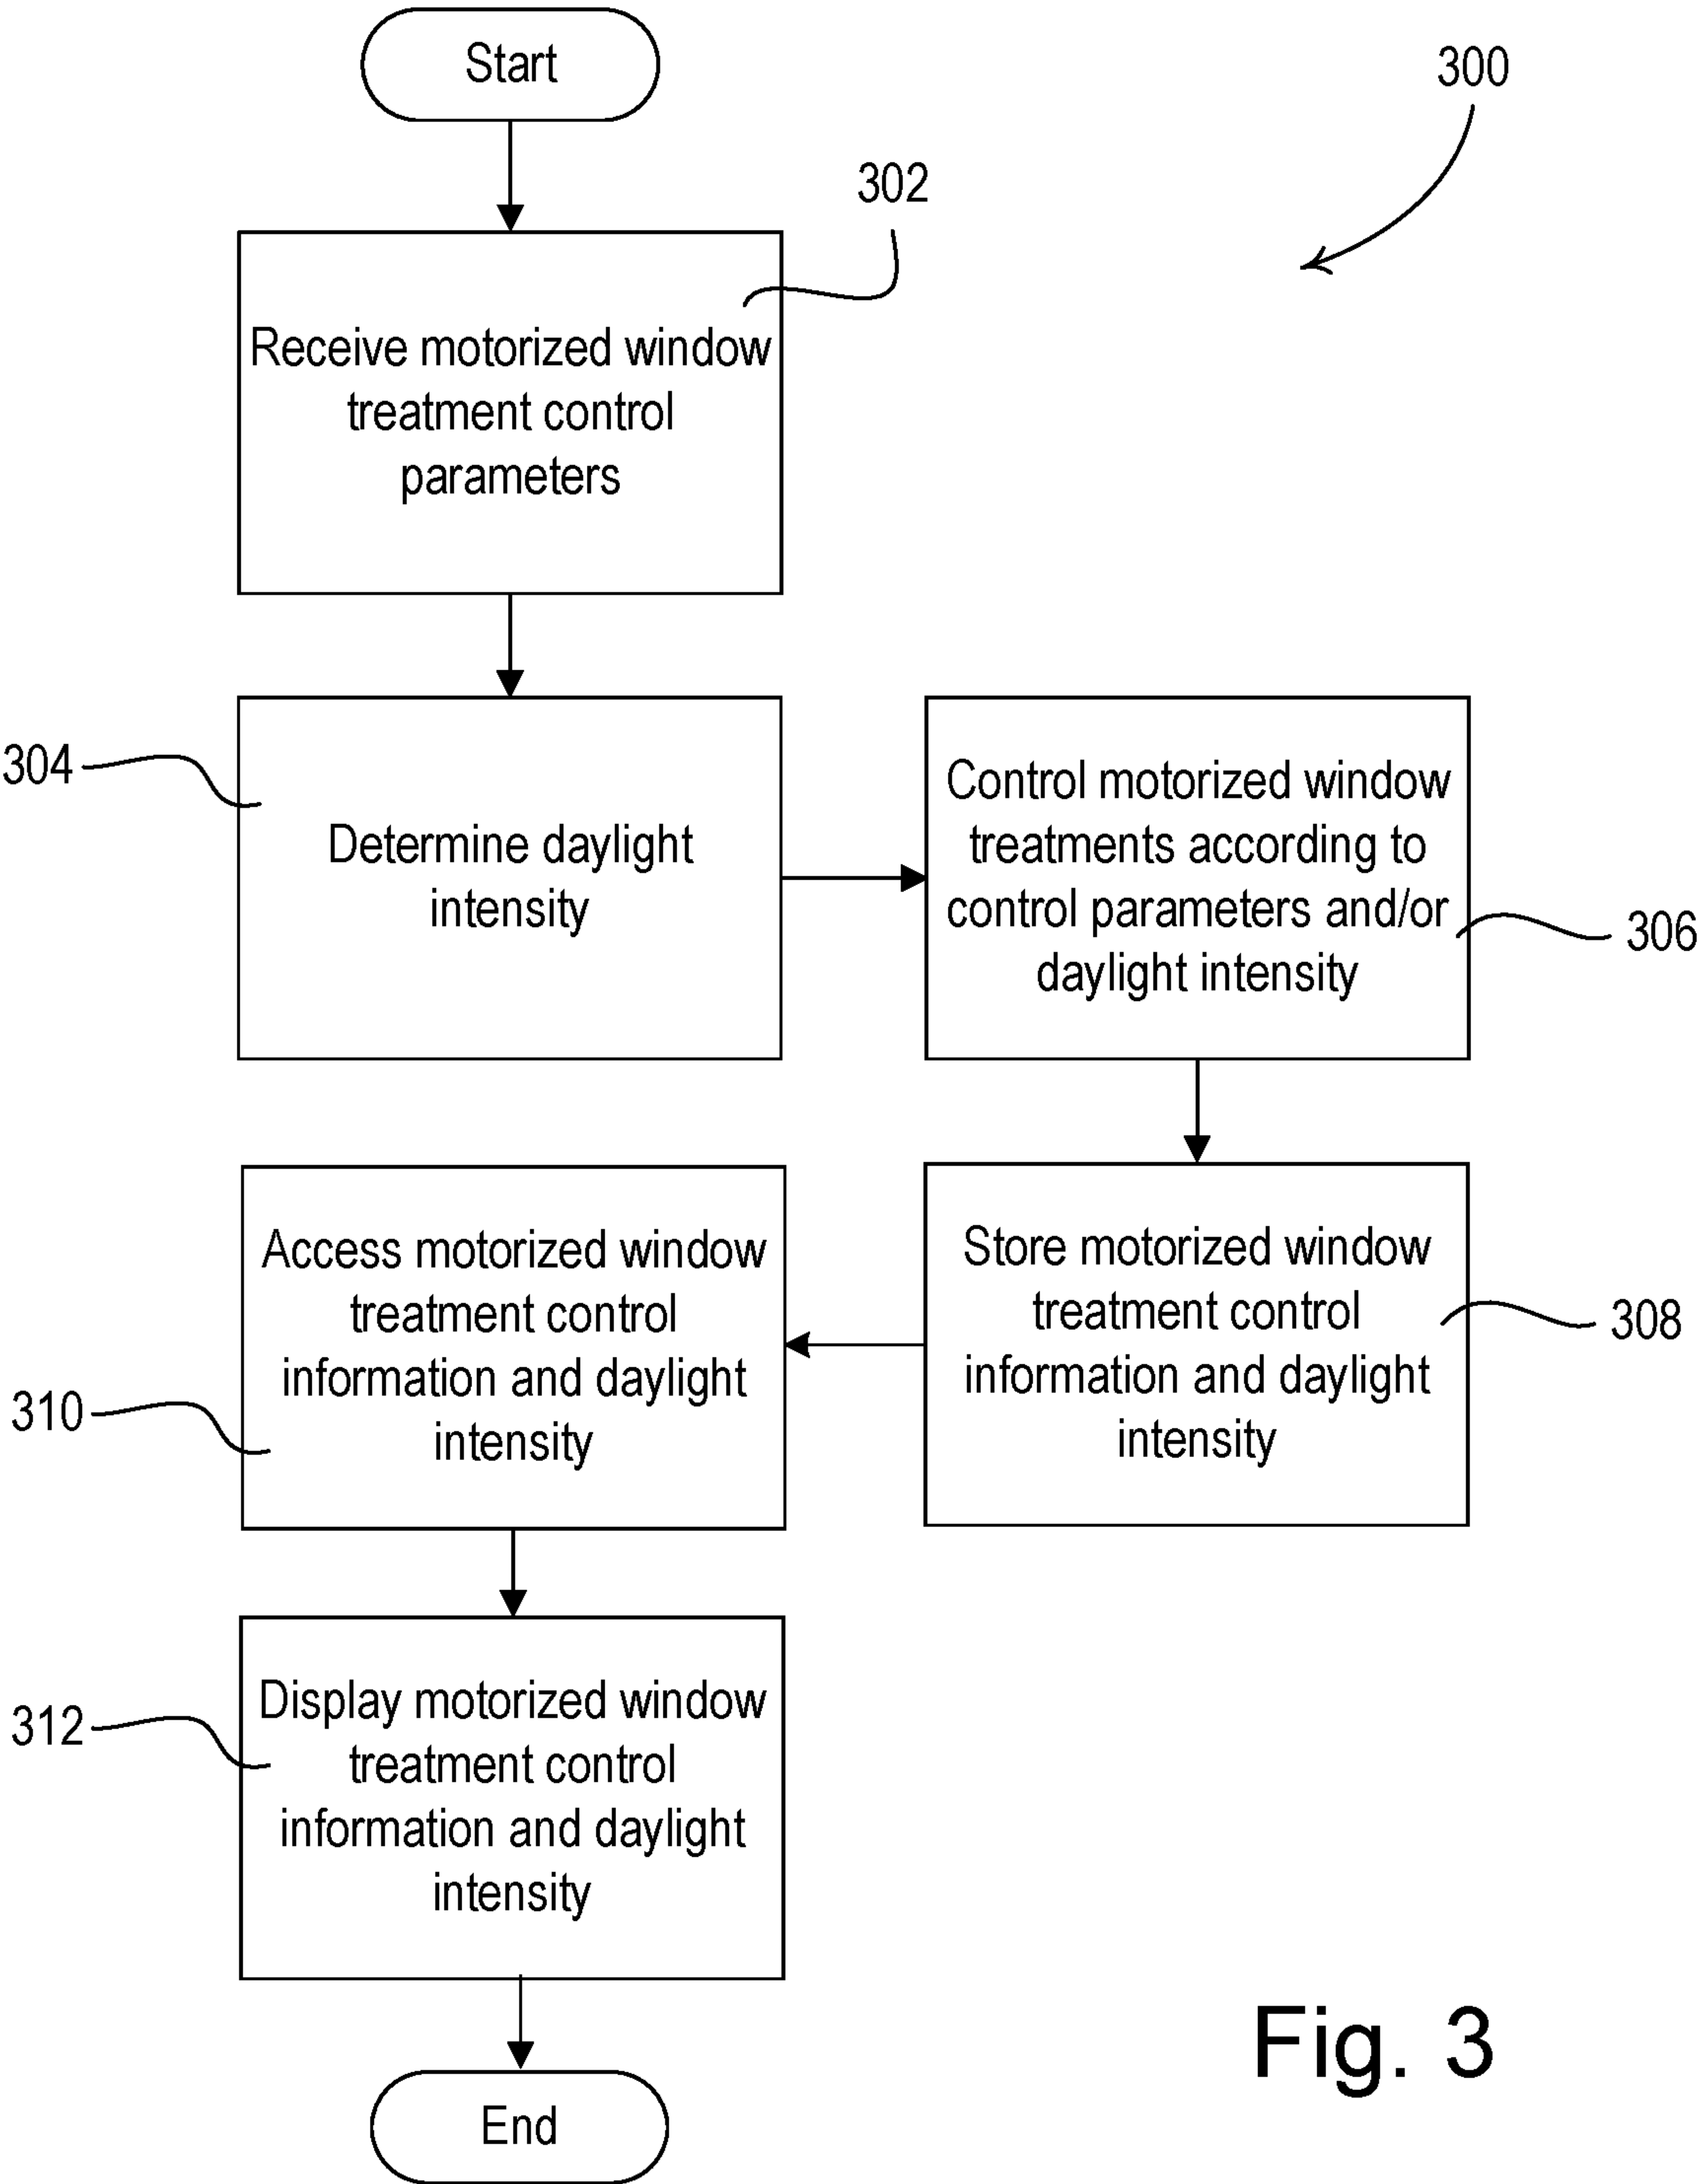 Start
300
302
Receive motorized window
treatment control
parameters
304
Determine daylight
intensity
Control motorized window
treatments according to
control parameters and/or
daylight intensity
306
Store motorized window
treatment control
information and daylight
intensity
308
Access motorized window
treatment control
information and daylight
intensity
310
Display motorized window
treatment control
information and daylight
intensity
312
End
Fig. 3